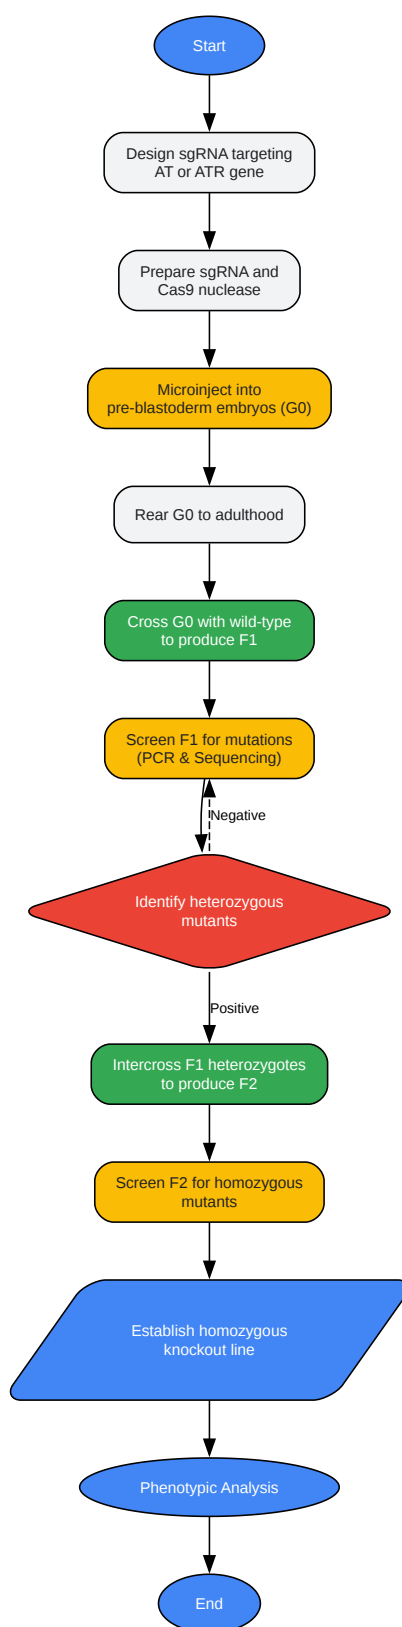 Start
Design sgRNA targeting
AT or ATR gene
Prepare sgRNA and
Cas9 nuclease
Microinject into
pre-blastoderm embryos (G0)
Rear G0 to adulthood
Cross G0 with wild-type
to produce F1
Screen F1 for mutations
(PCR & Sequencing)
Negative
Identify heterozygous
mutants
Positive
Intercross F1 heterozygotes
to produce F2
Screen F2 for homozygous
mutants
Establish homozygous
knockout line
Phenotypic Analysis
End